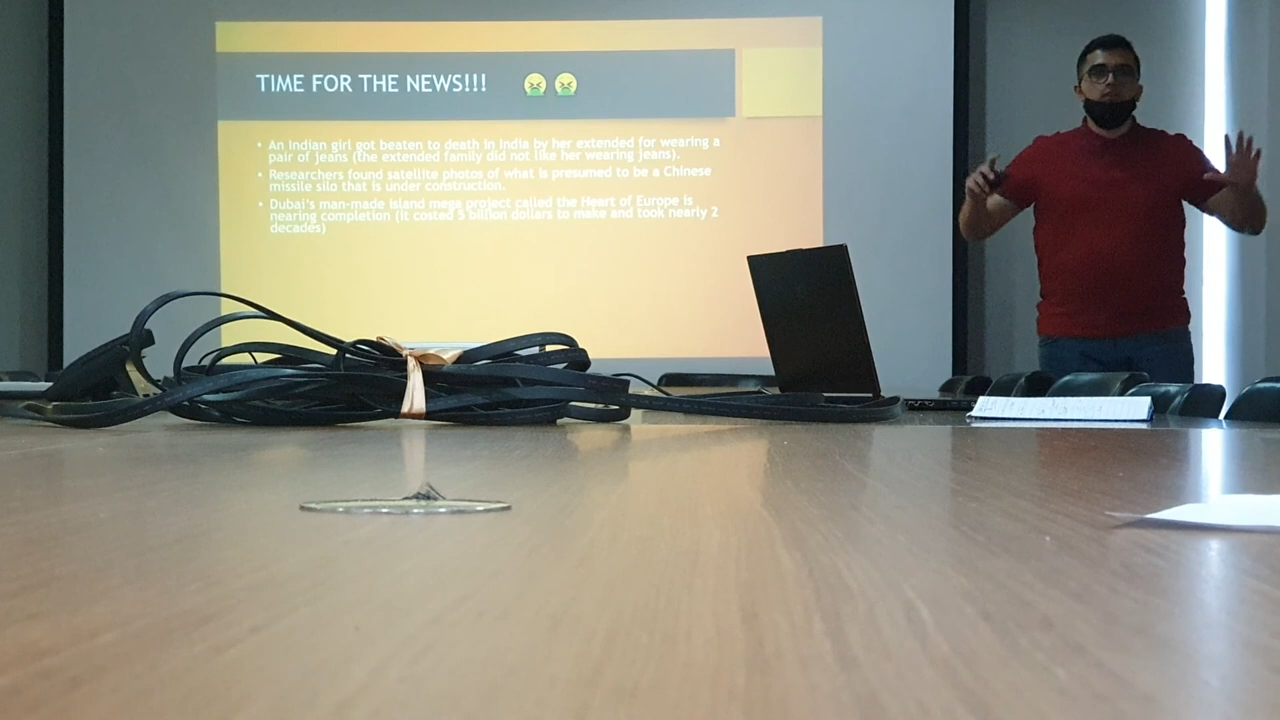 TIME FOR THE NEWS!!! 🤮 🤮
• An Indian girl got beaten to death in India by her extended for wearing a
pair of jeans (the extended family did not like her wearing jeans).
• Researchers found satellite photos of what is presumed to be a Chinese
missile silo that is under construction.
• Dubai's man-made island mega project called the Heart of Europe is
nearing completion (it costed 5 billion dollars to make and took nearly 2
decades)